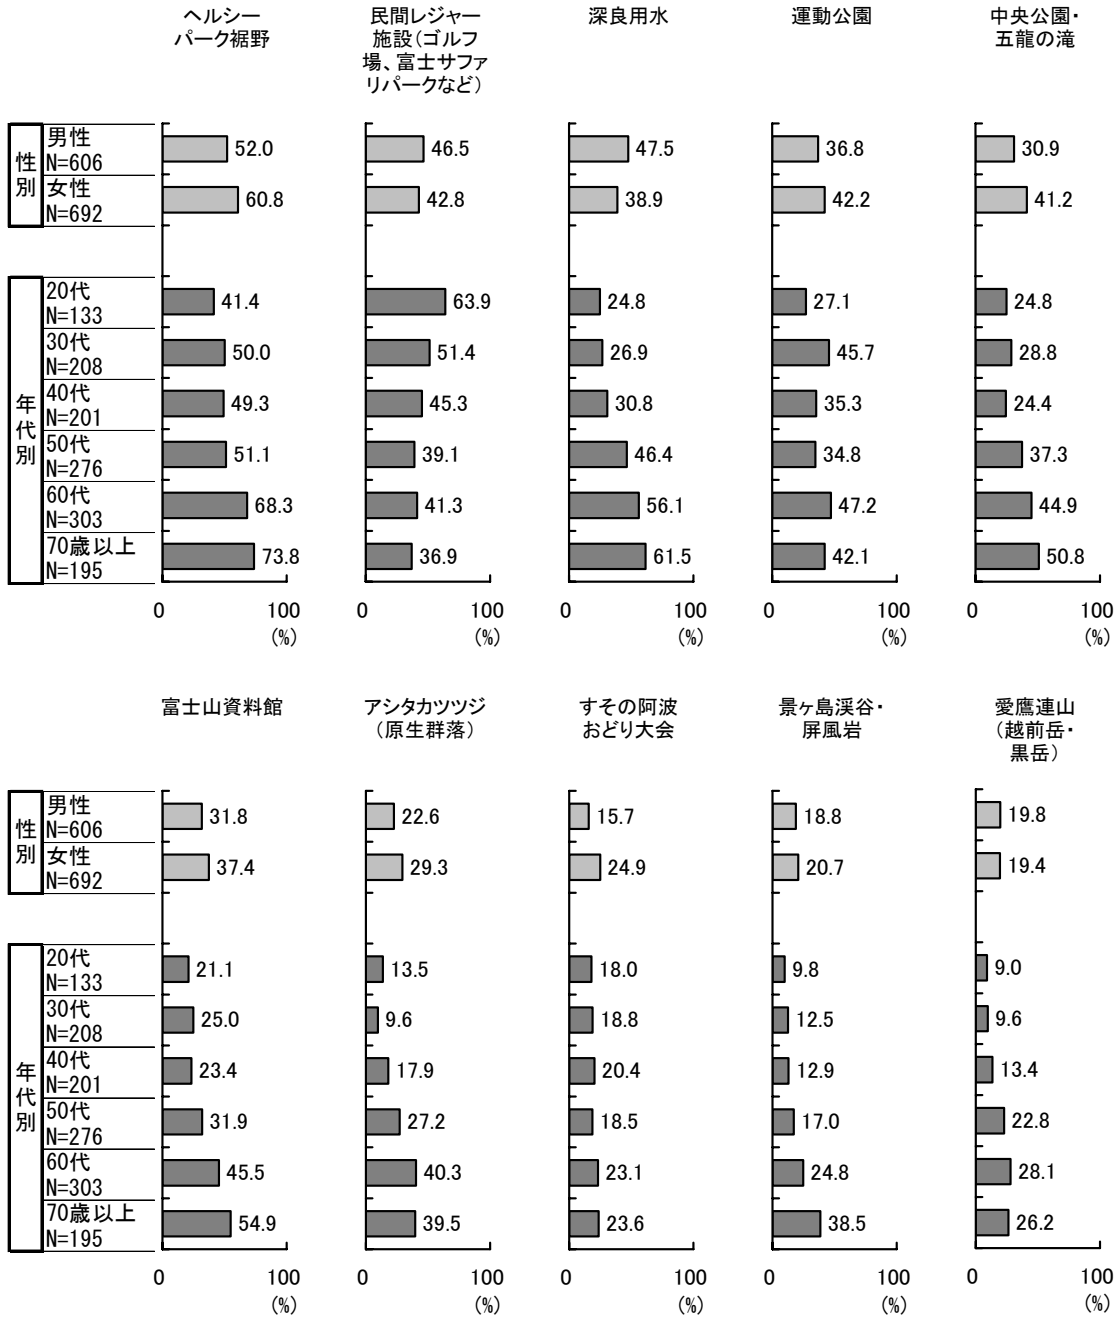 ヘルシー
パーク裾野
民間レジャー
施設（ゴルフ
場、富士サファ
リパークなど）
深良用水
運動公園
中央公園・
五龍の滝
性別
男性
N=606
52.0
46.5
47.5
36.8
30.9
女性
N=692
60.8
42.8
38.9
42.2
41.2
年代別
20代
N=133
41.4
63.9
24.8
27.1
24.8
30代
N=208
50.0
51.4
26.9
45.7
28.8
40代
N=201
49.3
45.3
30.8
35.3
24.4
50代
N=276
51.1
39.1
46.4
34.8
37.3
60代
N=303
68.3
41.3
56.1
47.2
44.9
70歳以上
N=195
73.8
36.9
61.5
42.1
50.8
0 100 0 100 0 100 0 100 0 100
(%) (%) (%) (%) (%)
富士山資料館
アシタカツツジ
（原生群落）
すその阿波
おどり大会
景ヶ島渓谷・
屏風岩
愛鷹連山
（越前岳・
黒岳）
性別
男性
N=606
31.8
22.6
15.7
18.8
19.8
女性
N=692
37.4
29.3
24.9
20.7
19.4
年代別
20代
N=133
21.1
13.5
18.0
9.8
9.0
30代
N=208
25.0
9.6
18.8
12.5
9.6
40代
N=201
23.4
17.9
20.4
12.9
13.4
50代
N=276
31.9
27.2
18.5
17.0
22.8
60代
N=303
45.5
40.3
23.1
24.8
28.1
70歳以上
N=195
54.9
39.5
23.6
38.5
26.2
0 100 0 100 0 100 0 100 0 100
(%) (%) (%) (%) (%)